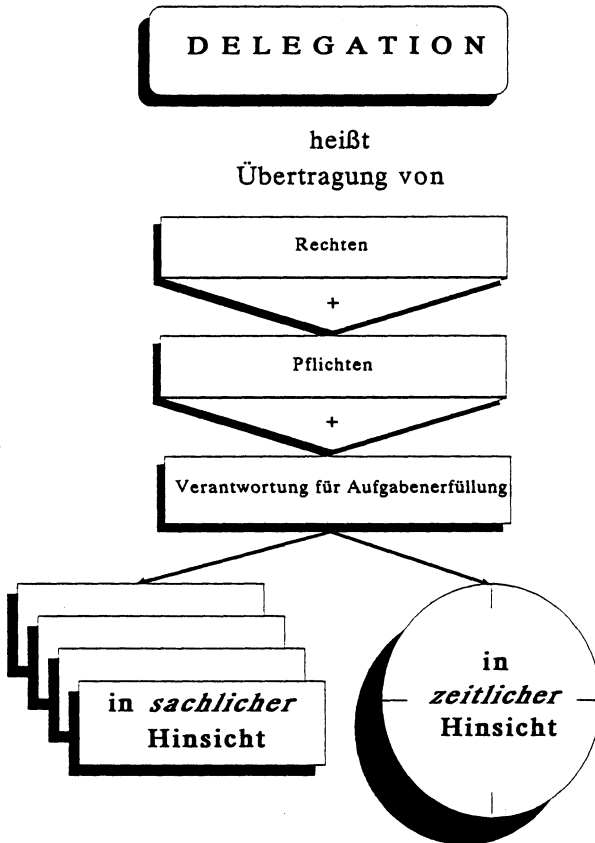 DELEGATION
heißt
Übertragung von
Rechten
+
Pflichten
+
Verantwortung für Aufgabenerfüllung
in sachlicher
Hinsicht
in
zeitlicher
Hinsicht